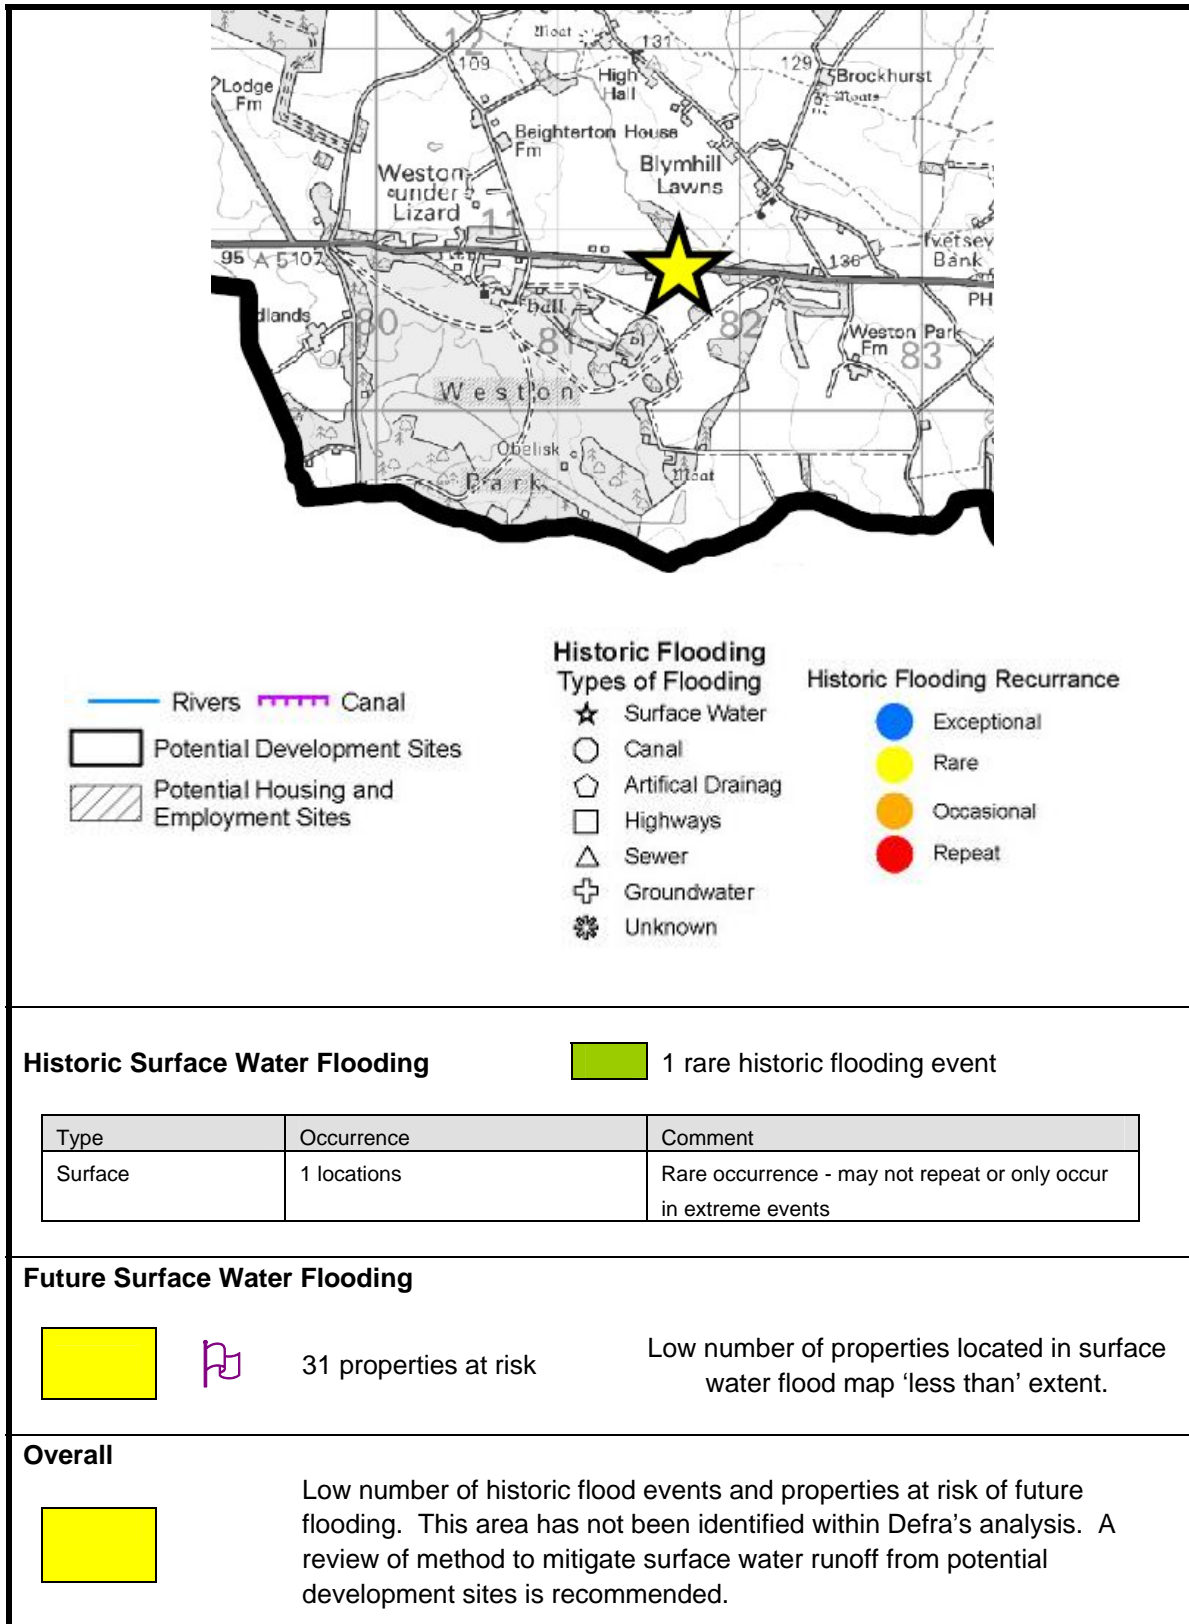 Moat
131
12
109
High
Hall
129
Brockhurst
Moats
Lodge
Fm
Beighterton House
Fm
Blymhill
Lawns
Weston
under
Lizard
11
95 A 5 107
136
Ivetsey
Bank
PH
dlands
80
Hall
81
82
Weston Park
Fm
83
Weston
Obelisk
Park
Moat
Rivers
Canal
Potential Development Sites
Potential Housing and
Employment Sites
Historic Flooding
Types of Flooding
Surface Water
Canal
Artifical Drainag
Highways
Sewer
Groundwater
Unknown
Historic Flooding Recurrance
Exceptional
Rare
Occasional
Repeat
Historic Surface Water Flooding
1 rare historic flooding event
Type Occurrence Comment
Surface 1 locations Rare occurrence - may not repeat or only occur
in extreme events
Future Surface Water Flooding
31 properties at risk
Low number of properties located in surface
water flood map ‘less than’ extent.
Overall
Low number of historic flood events and properties at risk of future
flooding. This area has not been identified within Defra’s analysis. A
review of method to mitigate surface water runoff from potential
development sites is recommended.